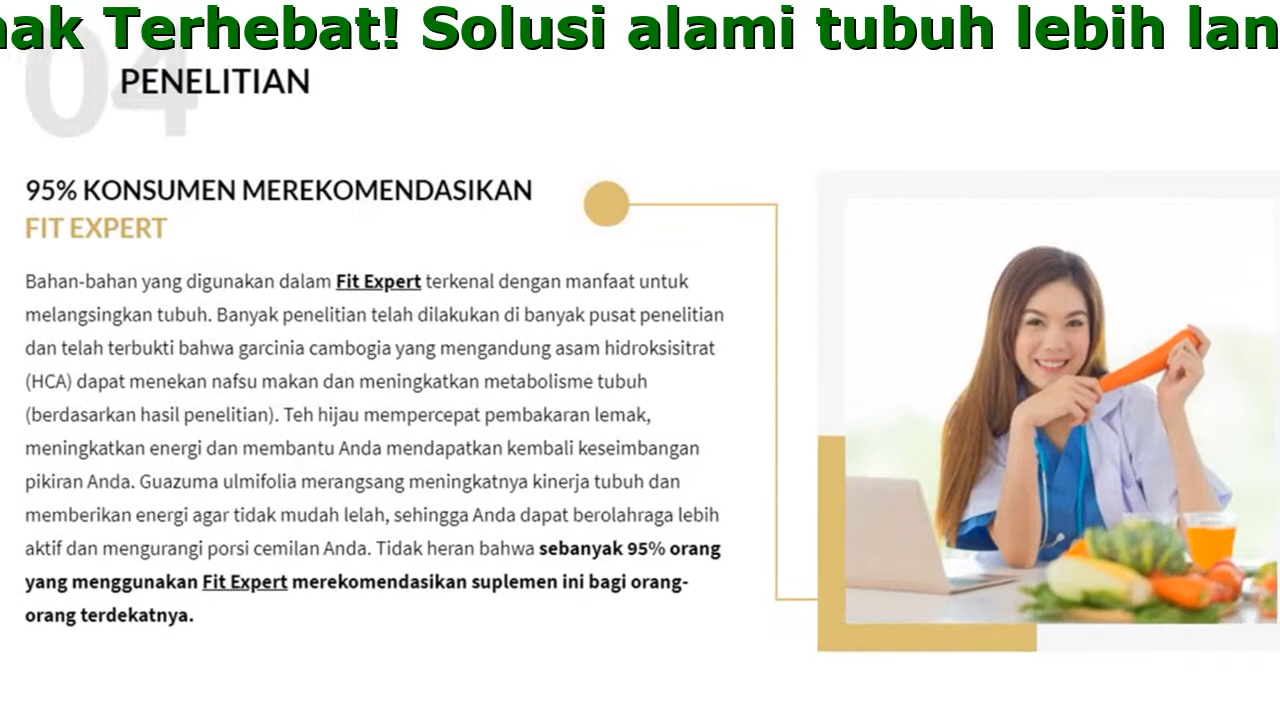 Terhebat! Solusi alami tubuh lebih
04
PENELITIAN
95% KONSUMEN MEREKOMENDASIKAN
FIT EXPERT
Bahan-bahan yang digunakan dalam Fit Expert terkenal dengan manfaat untuk
melangsingkan tubuh. Banyak penelitian telah dilakukan di banyak pusat penelitian
dan telah terbukti bahwa garcinia cambogia yang mengandung asam hidroksisitrat
(HCA) dapat menekan nafsu makan dan meningkatkan metabolisme tubuh
(berdasarkan hasil penelitian). Teh hijau mempercepat pembakaran lemak,
meningkatkan energi dan membantu Anda mendapatkan kembali keseimbangan
pikiran Anda. Guazuma ulmifolia merangsang meningkatnya kinerja tubuh dan
memberikan energi agar tidak mudah lelah, sehingga Anda dapat berolahraga lebih
aktif dan mengurangi porsi cemilan Anda. Tidak heran bahwa sebanyak 95% orang
yang menggunakan Fit Expert merekomendasikan suplemen ini bagi orang-
orang terdekatnya.